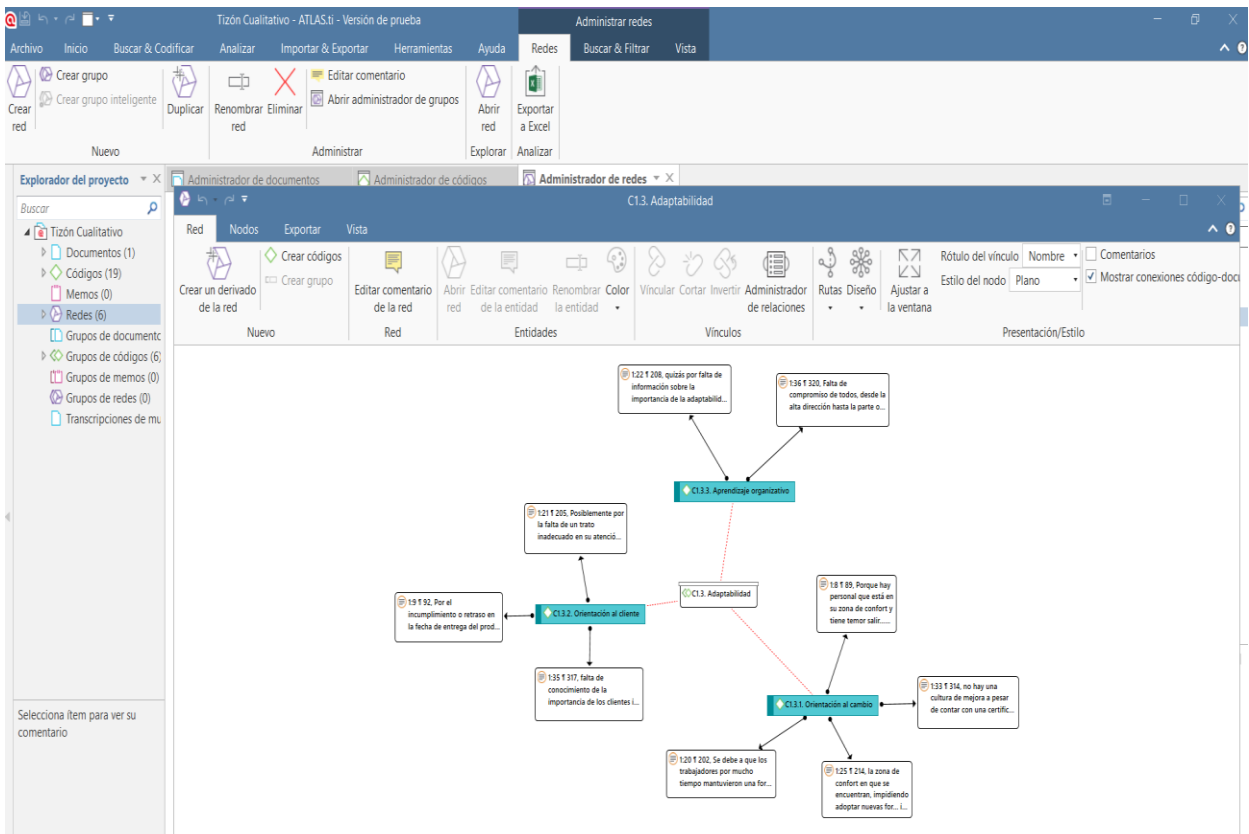 Tizón Cualitativo - ATLAS.ti - Versión de prueba
Administrar redes
Archivo Inicio Buscar & Codificar Analizar Importar & Exportar Herramientas Ayuda Redes Buscar & Filtrar Vista
Crear red
Crear grupo
Crear grupo inteligente
Duplicar
Renombrar red
Eliminar
Editar comentario
Abrir administrador de grupos
Abrir red
Exportar a Excel
Nuevo Administrar Explorar Analizar
Explorador del proyecto
Administrador de documentos Administrador de códigos Administrador de redes
Buscar
Tizón Cualitativo
Documentos (1)
Códigos (19)
Memos (0)
Redes (6)
Grupos de documentc
Grupos de códigos (6)
Grupos de memos (0)
Grupos de redes (0)
Transcripciones de mu
Selecciona ítem para ver su
comentario
C1.3. Adaptabilidad
Red Nodos Exportar Vista
Crear un derivado
de la red
Crear códigos
Crear grupo
Editar comentario
de la red
Abrir
red
Editar comentario
de la entidad
Renombrar
la entidad
Color
Vincular Cortar Invertir
Administrador
de relaciones
Rutas Diseño
Ajustar a
la ventana
Rótulo del vínculo Nombre
Estilo del nodo Plano
Comentarios
Mostrar conexiones código-docu
Nuevo Red Entidades Vínculos Presentación/Estilo
1:22 ¶ 208, quizás por falta de
información sobre la
importancia de la adaptabilid...
1:36 ¶ 320, Falta de
compromiso de todos, desde la
alta dirección hasta la parte o...
C1.3.3. Aprendizaje organizativo
1:21 ¶ 205, Posiblemente por
la falta de un trato
inadecuado en su atenció...
1:9 ¶ 92, Por el
incumplimiento o retraso en
la fecha de entrega del prod...
C1.3.2. Orientación al cliente
C1.3. Adaptabilidad
1:8 ¶ 89, Porque hay
personal que está en
su zona de confort y
tiene temor salir......
1:35 ¶ 317, falta de
conocimiento de la
importancia de los clientes i...
1:33 ¶ 314, no hay una
cultura de mejora a pesar
de contar con una certific...
C1.3.1. Orientación al cambio
1:20 ¶ 202, Se debe a que los
trabajadores por mucho
tiempo mantuvieron una for...
1:25 ¶ 214, la zona de
confort en que se
encuentran, impidiendo
adoptar nuevas for... i...